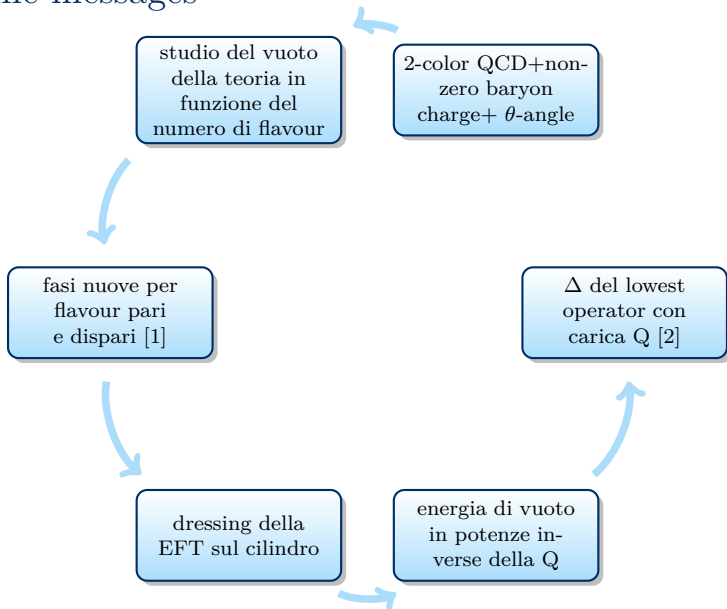 messages
2-color QCD+non-
zero baryon
charge+ θ-angle
studio del vuoto
della teoria in
funzione del
numero di flavour
fasi nuove per
flavour pari
e dispari [1]
dressing della
EFT sul cilindro
energia di vuoto
in potenze in-
verse della Q
Δ del lowest
operator con
carica Q [2]